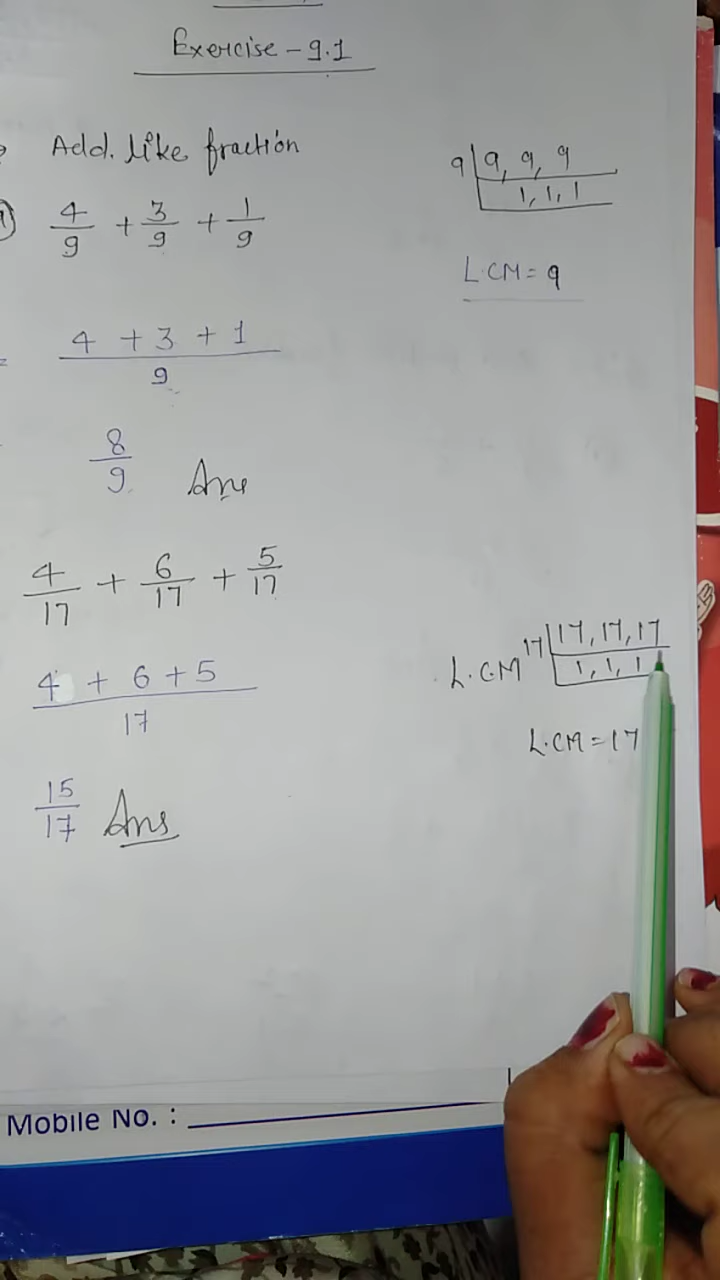 Exercise - 9.1
Add. like fraction
4/9 + 3/9 + 1/9
9 | 9, 9, 9
1, 1, 1
L.CM = 9
= 4 + 3 + 1 / 9
8/9 Ans
4/17 + 6/17 + 5/17
4 + 6 + 5 / 17
L.CM 17 | 17, 17, 17
1, 1, 1
L.CM = 17
15/17 Ans
Mobile No. :